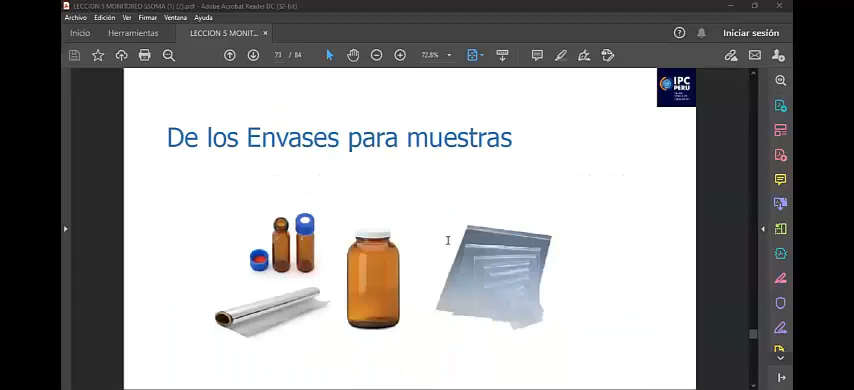 LECCION 5 MONITOREO SSOMA (1) (2).pdf - Adobe Acrobat Reader DC (32-bit)
Archivo Edición Ver Firmar Ventana Ayuda
Inicio Herramientas LECCION 5 MONIT... × Iniciar sesión
73 / 84 72.8%
IPC
PERU
De los Envases para muestras